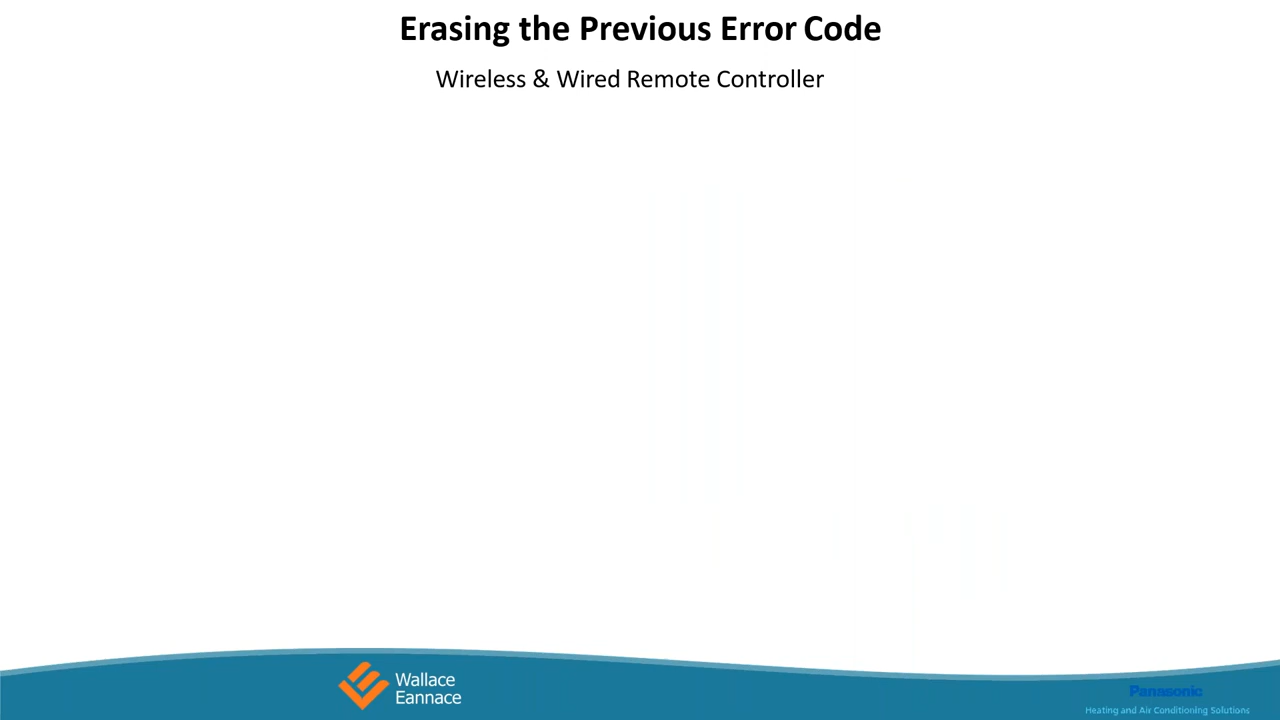 Erasing the Previous Error Code
Wireless & Wired Remote Controller
Wallace
Eannace
Panasonic
Heating and Air Conditioning Solutions